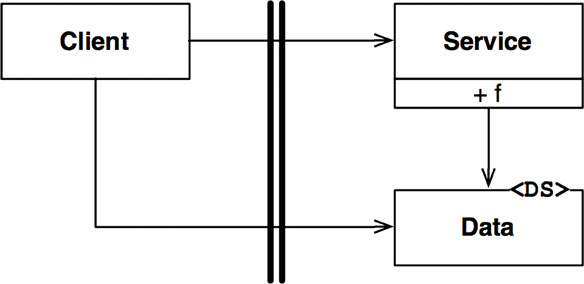 Client
Service
+ f
<DS>
Data